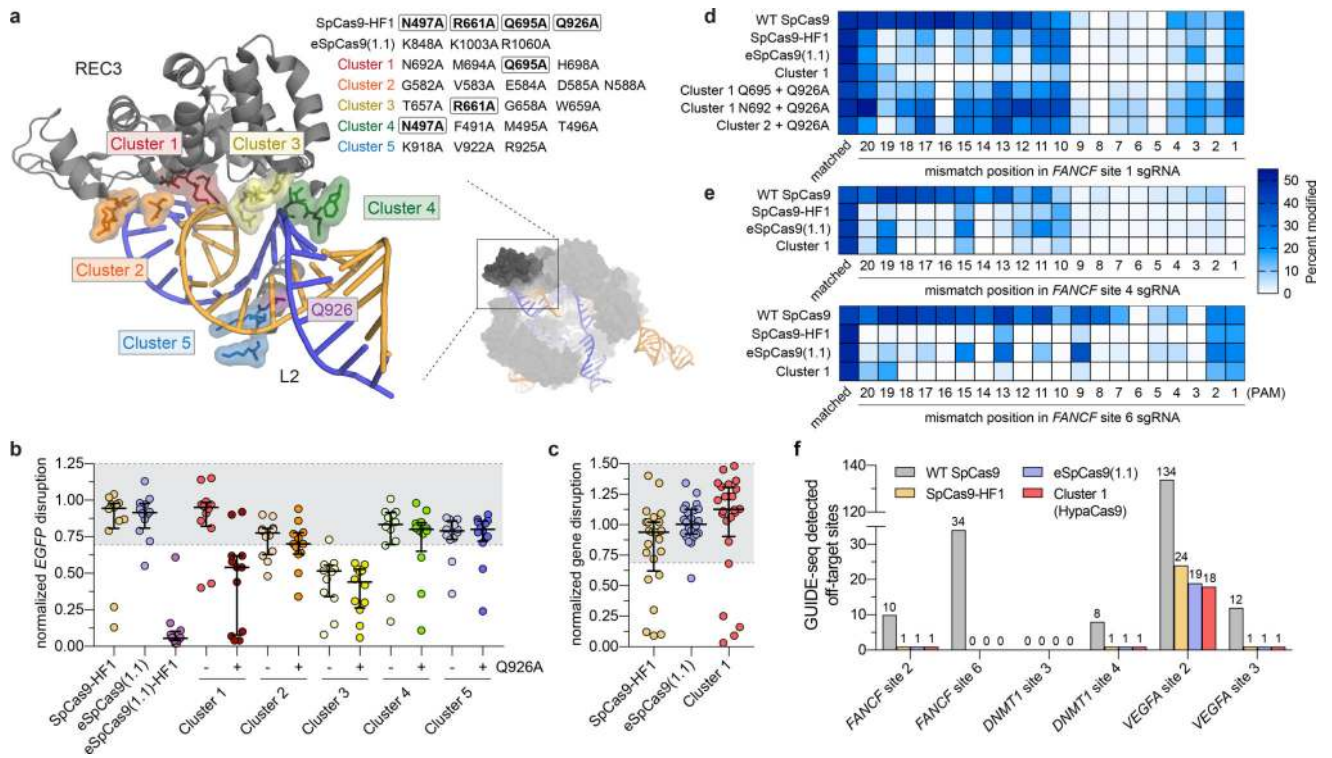 a
SpCas9-HF1 N497A R661A Q695A Q926A
eSpCas9(1.1) K848A K1003A R1060A
Cluster 1 N692A M694A Q695A H698A
Cluster 2 G582A V583A E584A D585A N588A
Cluster 3 T657A R661A G658A W659A
Cluster 4 N497A F491A M495A T496A
Cluster 5 K918A V922A R925A
REC3
Cluster 1
Cluster 3
Cluster 4
Cluster 2
Q926
Cluster 5
L2
b
normalized EGFP disruption
1.25
1.00
0.75
0.50
0.25
0.00
- + - + - + - + - + Q926A
SpCas9-HF1
eSpCas9(1.1)
eSpCas9(1.1)-HF1
Cluster 1
Cluster 2
Cluster 3
Cluster 4
Cluster 5
c
normalized gene disruption
1.50
1.25
1.00
0.75
0.50
0.25
0.00
SpCas9-HF1
eSpCas9(1.1)
Cluster 1
d
WT SpCas9
SpCas9-HF1
eSpCas9(1.1)
Cluster 1
Cluster 1 Q695 + Q926A
Cluster 1 N692 + Q926A
Cluster 2 + Q926A
matched 20 19 18 17 16 15 14 13 12 11 10 9 8 7 6 5 4 3 2 1
mismatch position in FANCF site 1 sgRNA
e
WT SpCas9
SpCas9-HF1
eSpCas9(1.1)
Cluster 1
matched 20 19 18 17 16 15 14 13 12 11 10 9 8 7 6 5 4 3 2 1
mismatch position in FANCF site 4 sgRNA
WT SpCas9
SpCas9-HF1
eSpCas9(1.1)
Cluster 1
matched 20 19 18 17 16 15 14 13 12 11 10 9 8 7 6 5 4 3 2 1 (PAM)
mismatch position in FANCF site 6 sgRNA
50
40
30
20
10
0
Percent modified
f
GUIDE-seq detected
off-target sites
140
120
30
20
10
0
WT SpCas9
SpCas9-HF1
eSpCas9(1.1)
Cluster 1
(HypaCas9)
10 1 1 1
34 0 0 0
0 0 0 0
8 1 1 1
134 24 19 18
12 1 1 1
FANCF site 2
FANCF site 6
DNMT1 site 3
DNMT1 site 4
VEGFA site 2
VEGFA site 3